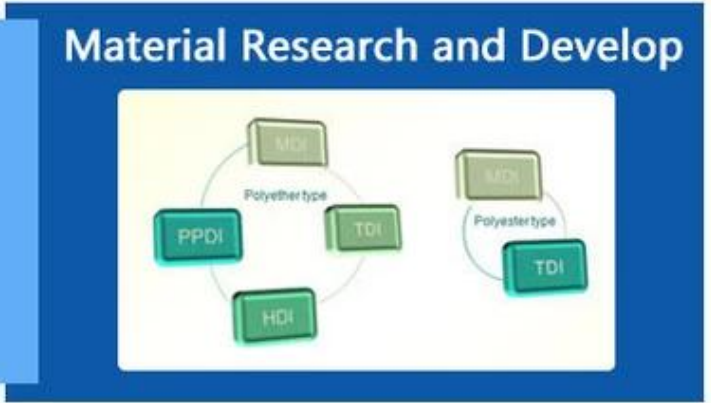 Material Research and Develop
MDI
Polyether type
PPDI
TDI
HDI
MDI
Polyester type
TDI